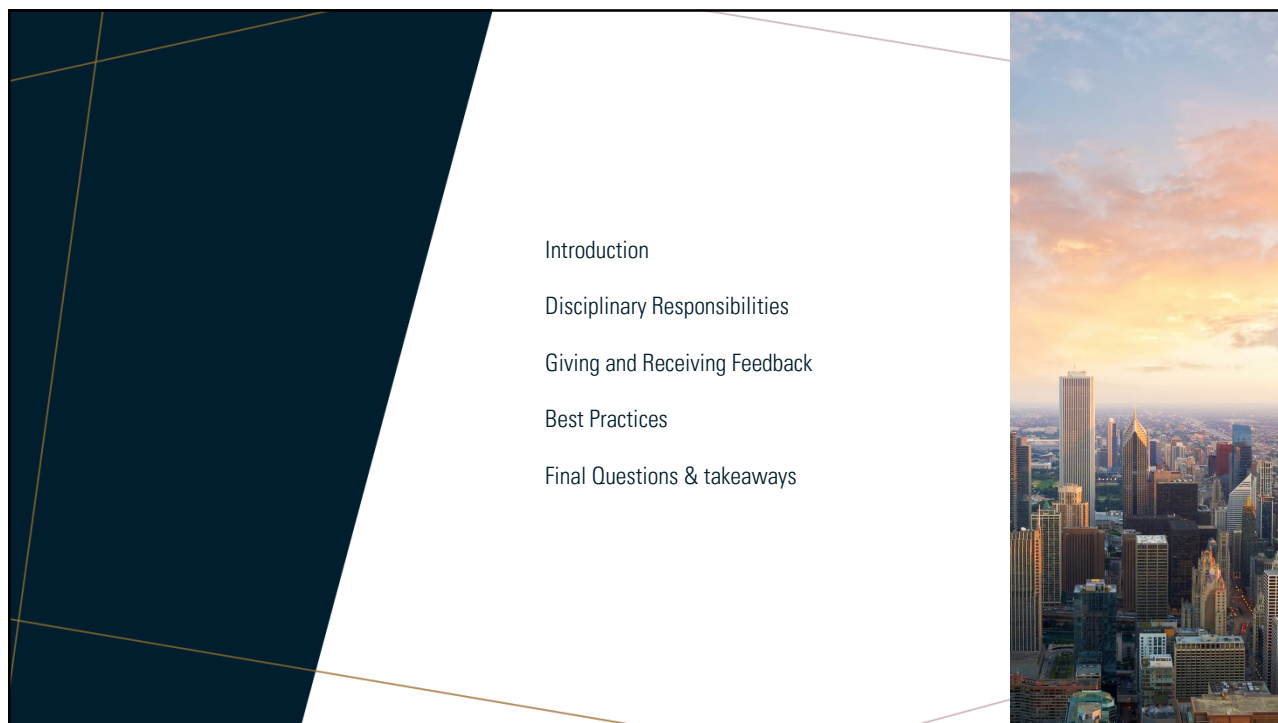 Introduction
Disciplinary Responsibilities
Giving and Receiving Feedback
Best Practices
Final Questions & takeaways